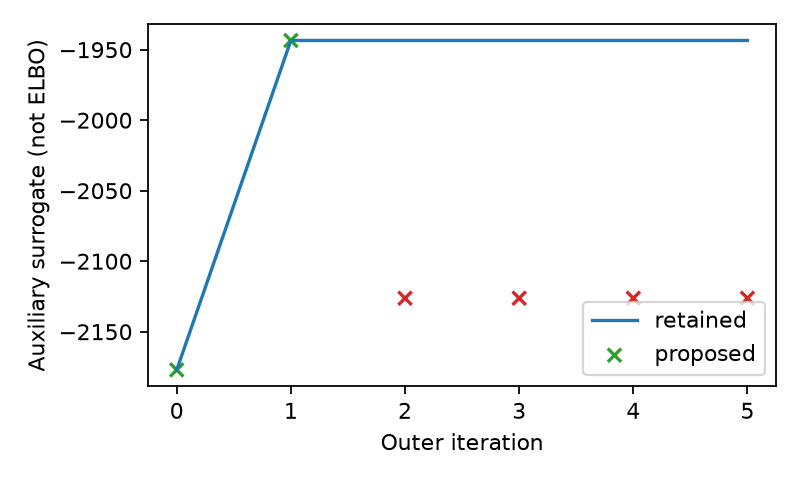 Auxiliary surrogate (not ELBO)
−1950
−2000
−2050
−2100
−2150
retained
proposed
0 1 2 3 4 5
Outer iteration